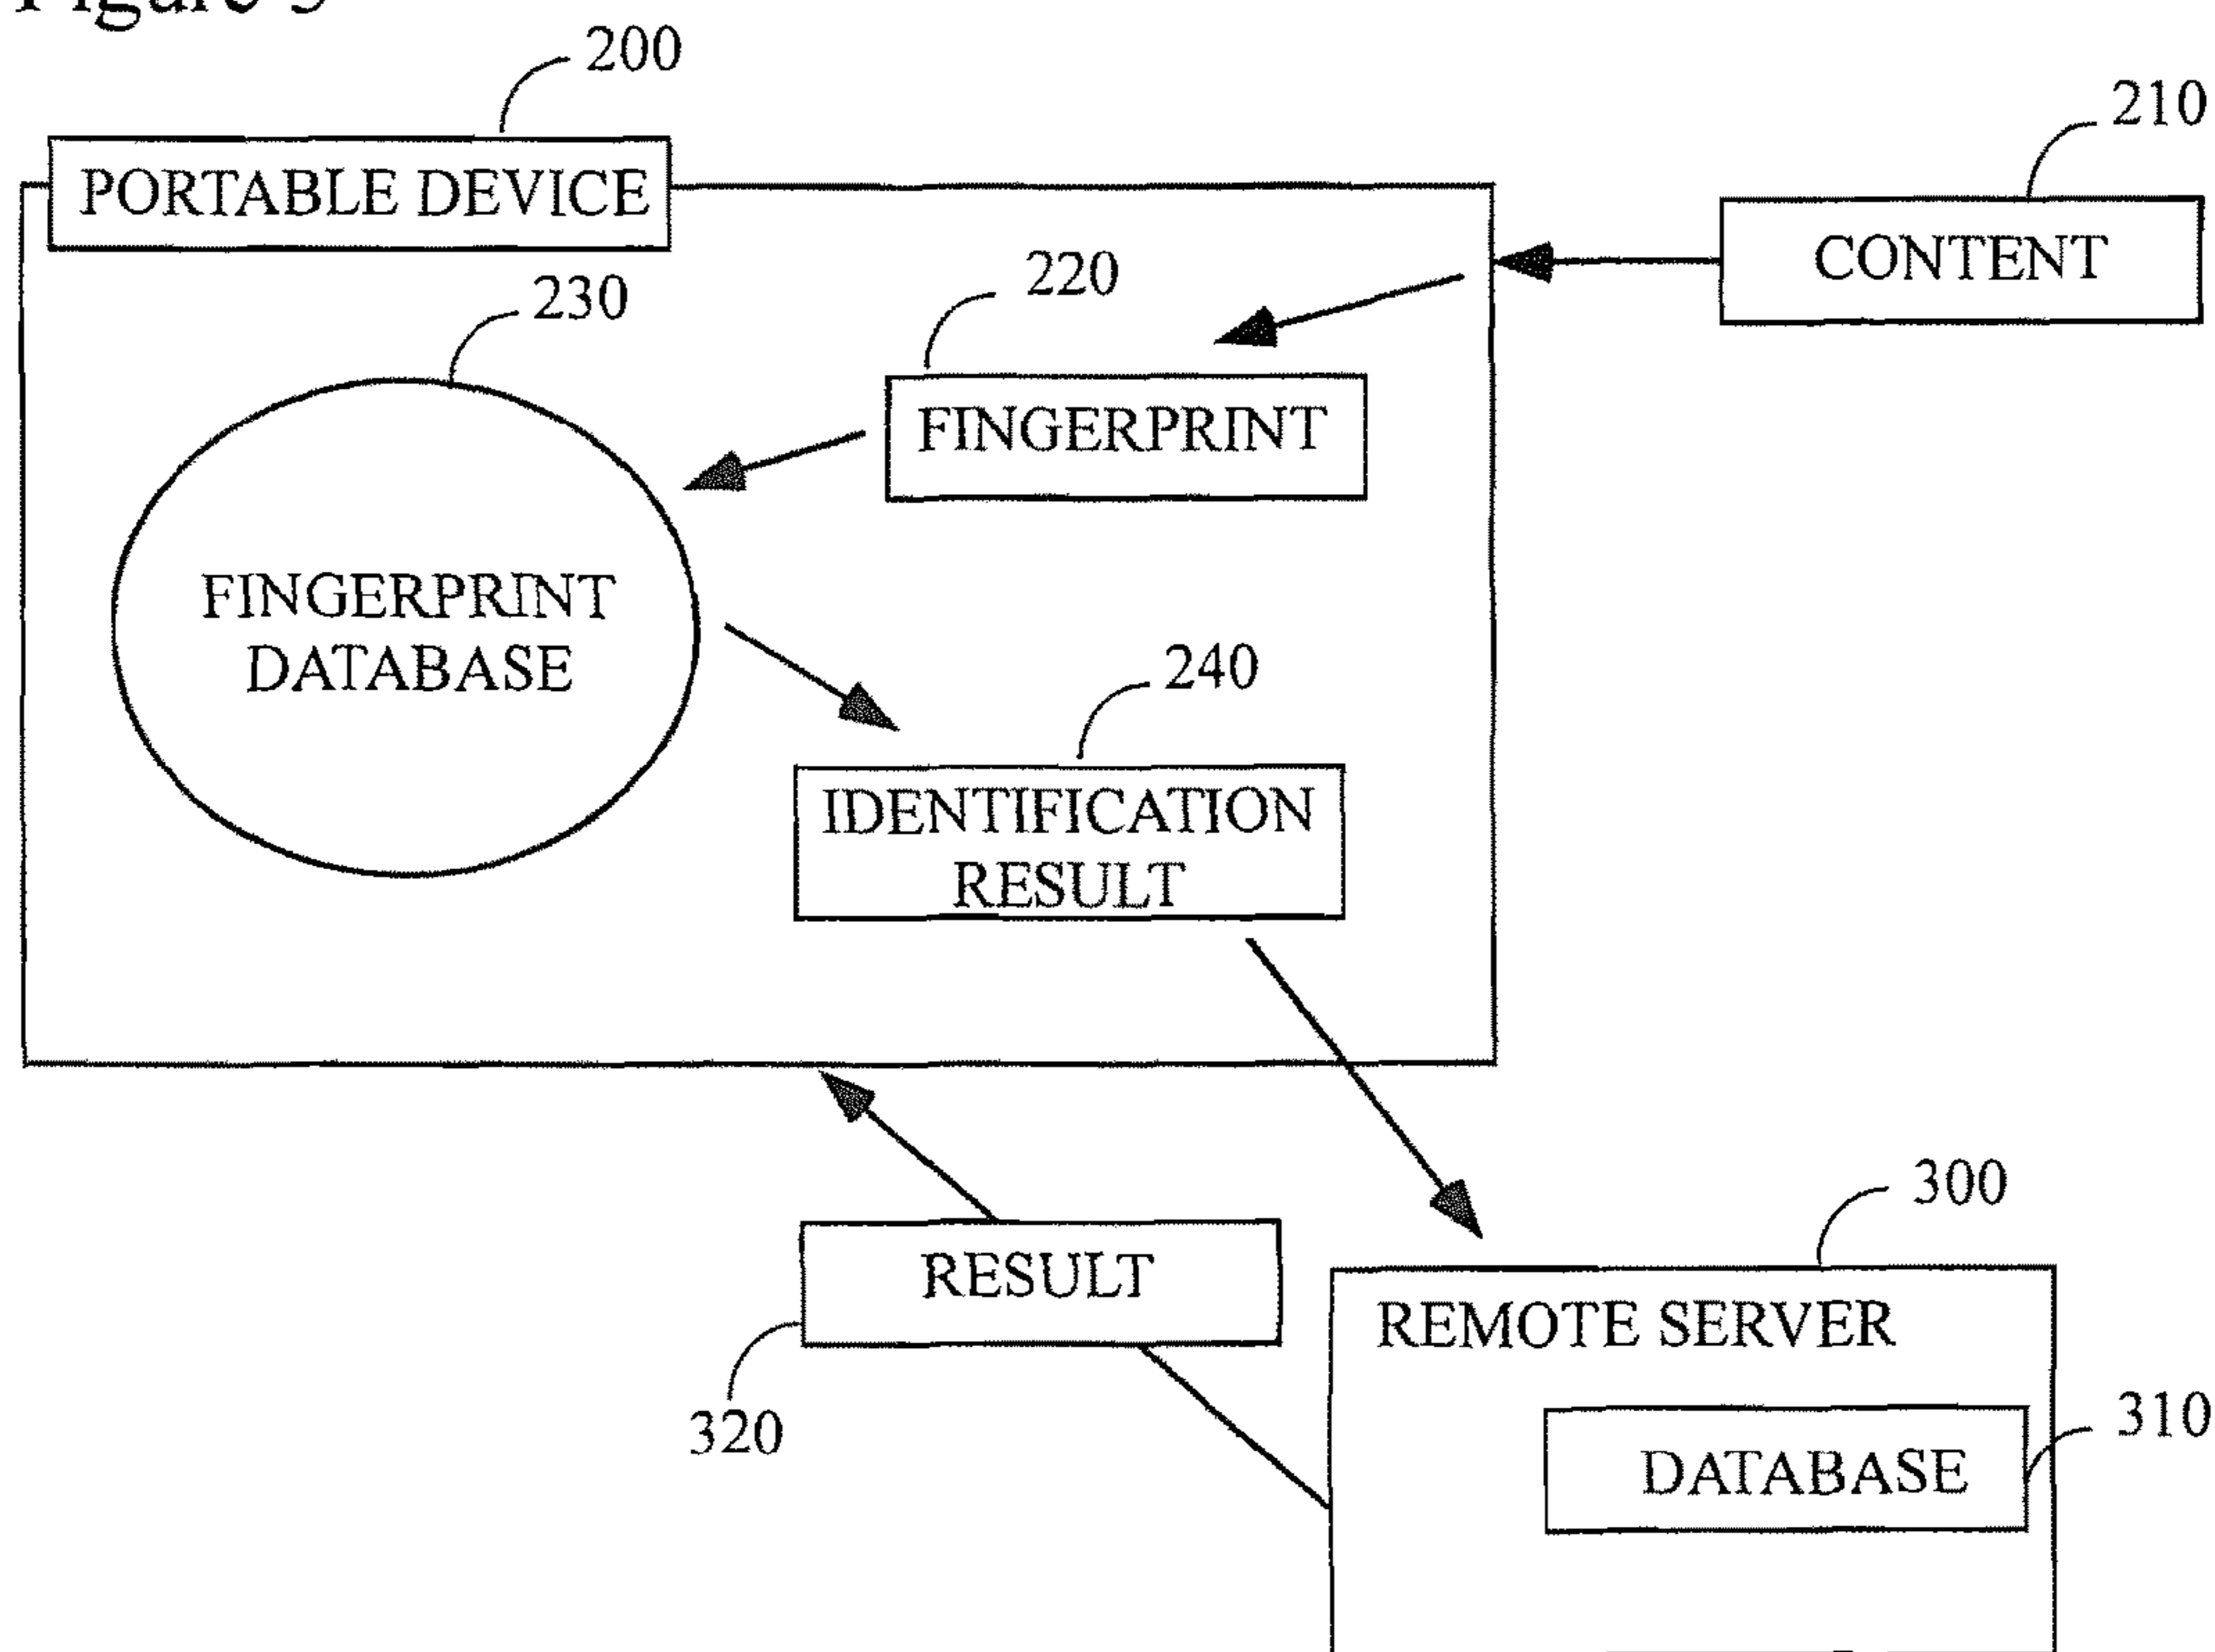 200
210
PORTABLE DEVICE
CONTENT
220
230
FINGERPRINT
FINGERPRINT
DATABASE
240
IDENTIFICATION
RESULT
300
RESULT
REMOTE SERVER
320
310
DATABASE